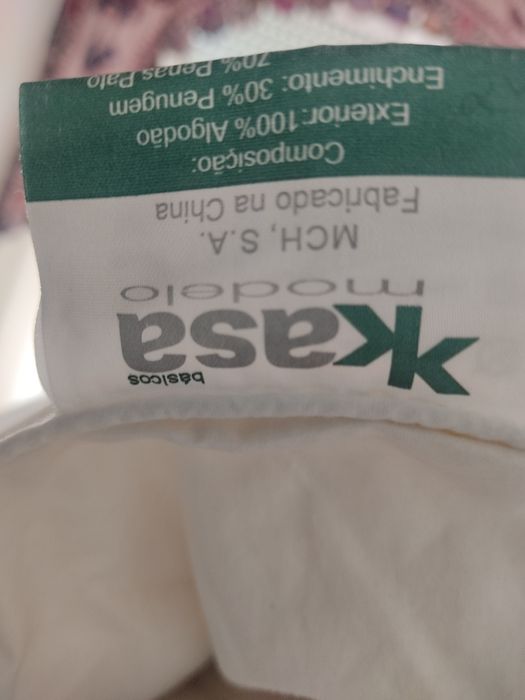 básicos
kasa
modelo
MCH, S.A.
Fabricado na China
Composição:
Exterior:100% Algodão
Enchimento: 30% Penugem
70% Penas Pato